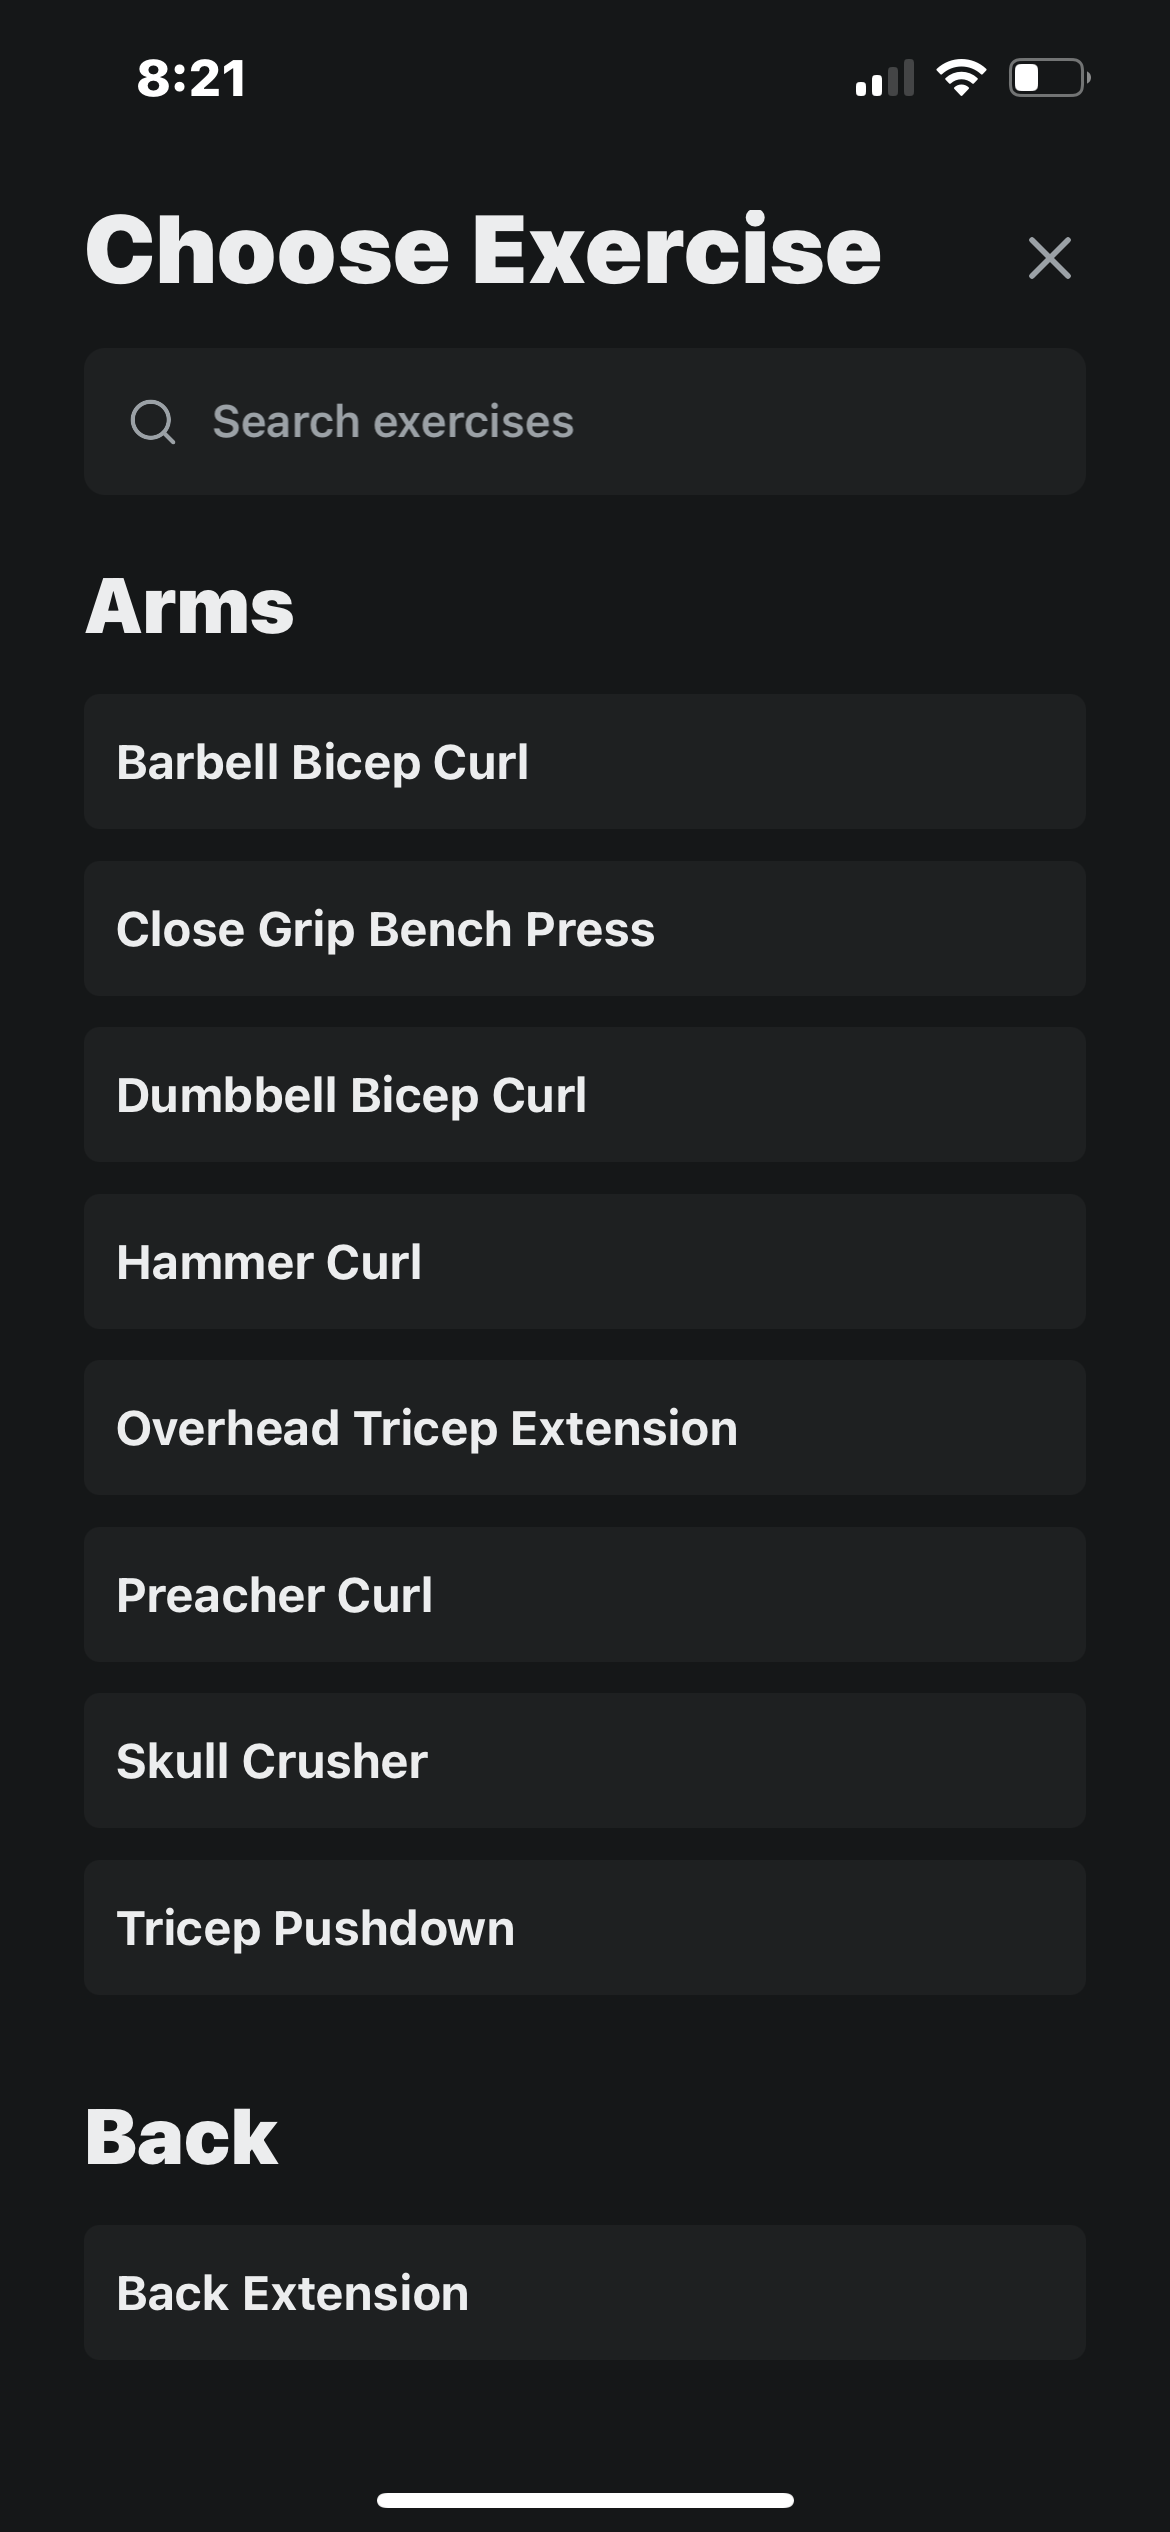 8:21
Choose Exercise
Search exercises
Arms
Barbell Bicep Curl
Close Grip Bench Press
Dumbbell Bicep Curl
Hammer Curl
Overhead Tricep Extension
Preacher Curl
Skull Crusher
Tricep Pushdown
Back
Back Extension